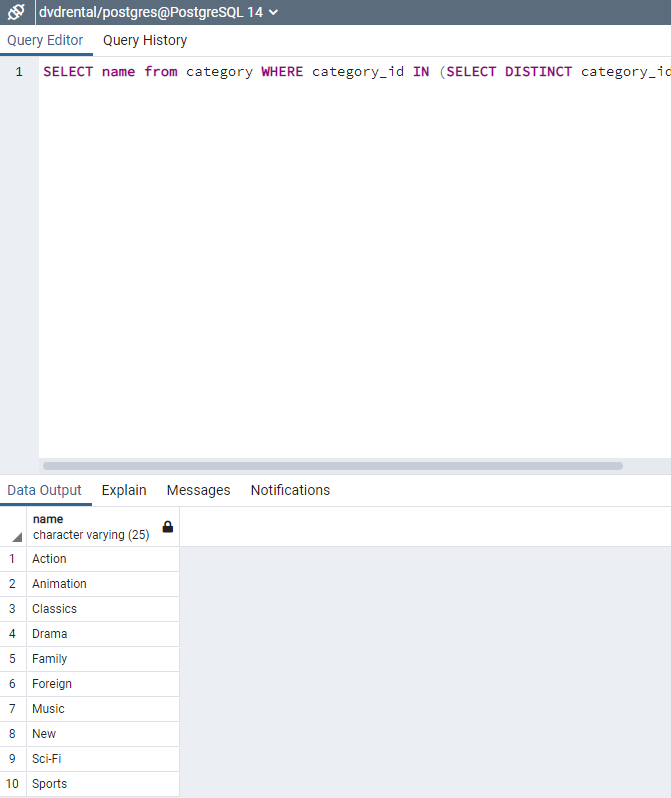 dvdrental/postgres@PostgreSQL 14
Query Editor Query History
1 SELECT name from category WHERE category_id IN (SELECT DISTINCT category_id
Data Output Explain Messages Notifications
name
character varying (25)
1 Action
2 Animation
3 Classics
4 Drama
5 Family
6 Foreign
7 Music
8 New
9 Sci-Fi
10 Sports